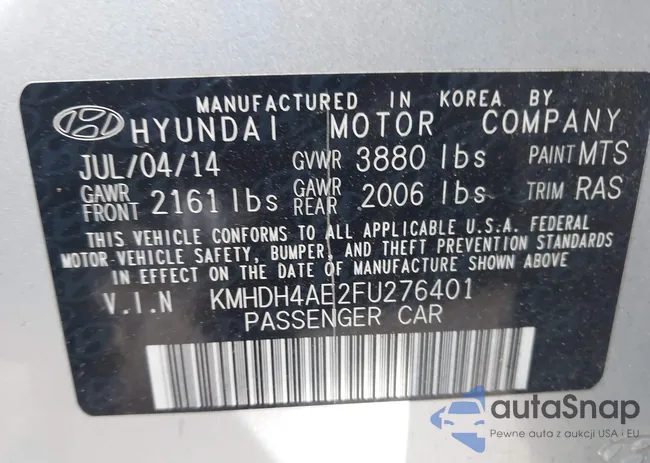 MANUFACTURED IN KOREA BY
HYUNDAI MOTOR COMPANY
JUL/04/14 GVWR 3880 lbs PAINT MTS
GAWR FRONT 2161 lbs GAWR REAR 2006 lbs TRIM RAS
THIS VEHICLE CONFORMS TO ALL APPLICABLE U.S.A. FEDERAL
MOTOR-VEHICLE SAFETY, BUMPER, AND THEFT PREVENTION STANDARDS
IN EFFECT ON THE DATE OF MANUFACTURE SHOWN ABOVE
V.I.N KMHDH4AE2FU276401
PASSENGER CAR
autaSnap
Pewne auta z aukcji USA i EU